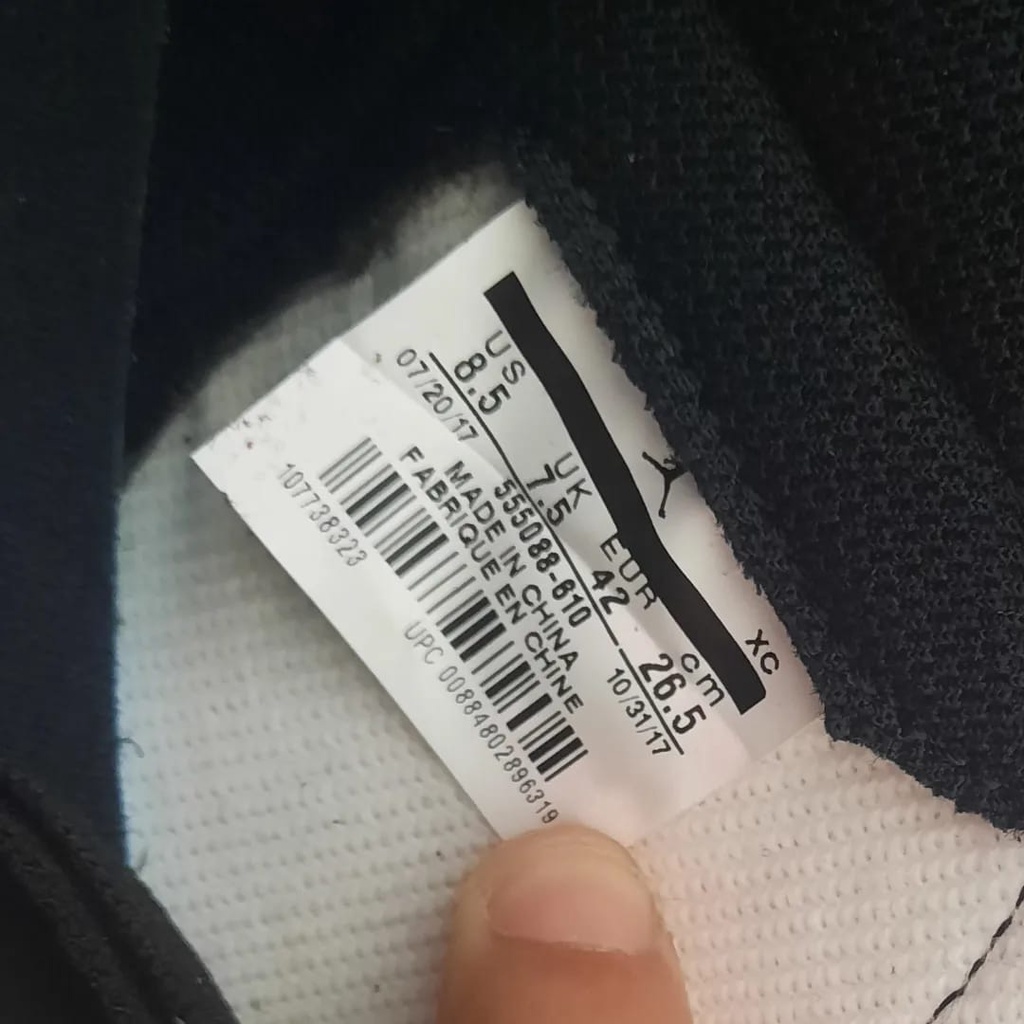 XC
US UK EUR cm
8.5 7.5 42 26.5
07/20/17 555088-610 10/31/17
MADE IN CHINA
FABRIQUE EN CHINE
107738323
UPC 00884802896319